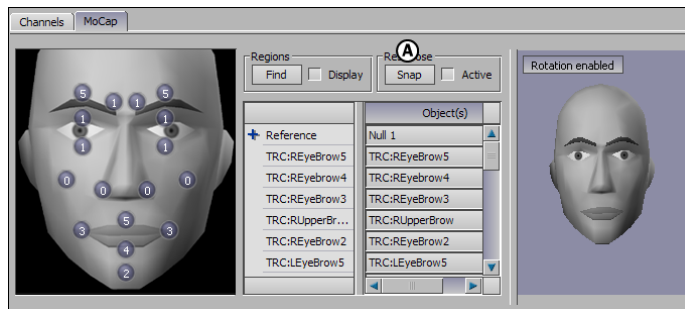 Channels MoCap
Regions
Find Display
A
Snap Active
Rotation enabled
5 1 1 5
1 1
1 1
0 0 0 0
5
3 3
4
2
Object(s)
Reference Null 1
TRC:REyeBrow5 TRC:REyeBrow5
TRC:REyebrow4 TRC:REyebrow4
TRC:REyeBrow3 TRC:REyeBrow3
TRC:RUpperBr... TRC:RUpperBrow
TRC:REyeBrow2 TRC:REyeBrow2
TRC:LEyeBrow5 TRC:LEyeBrow5